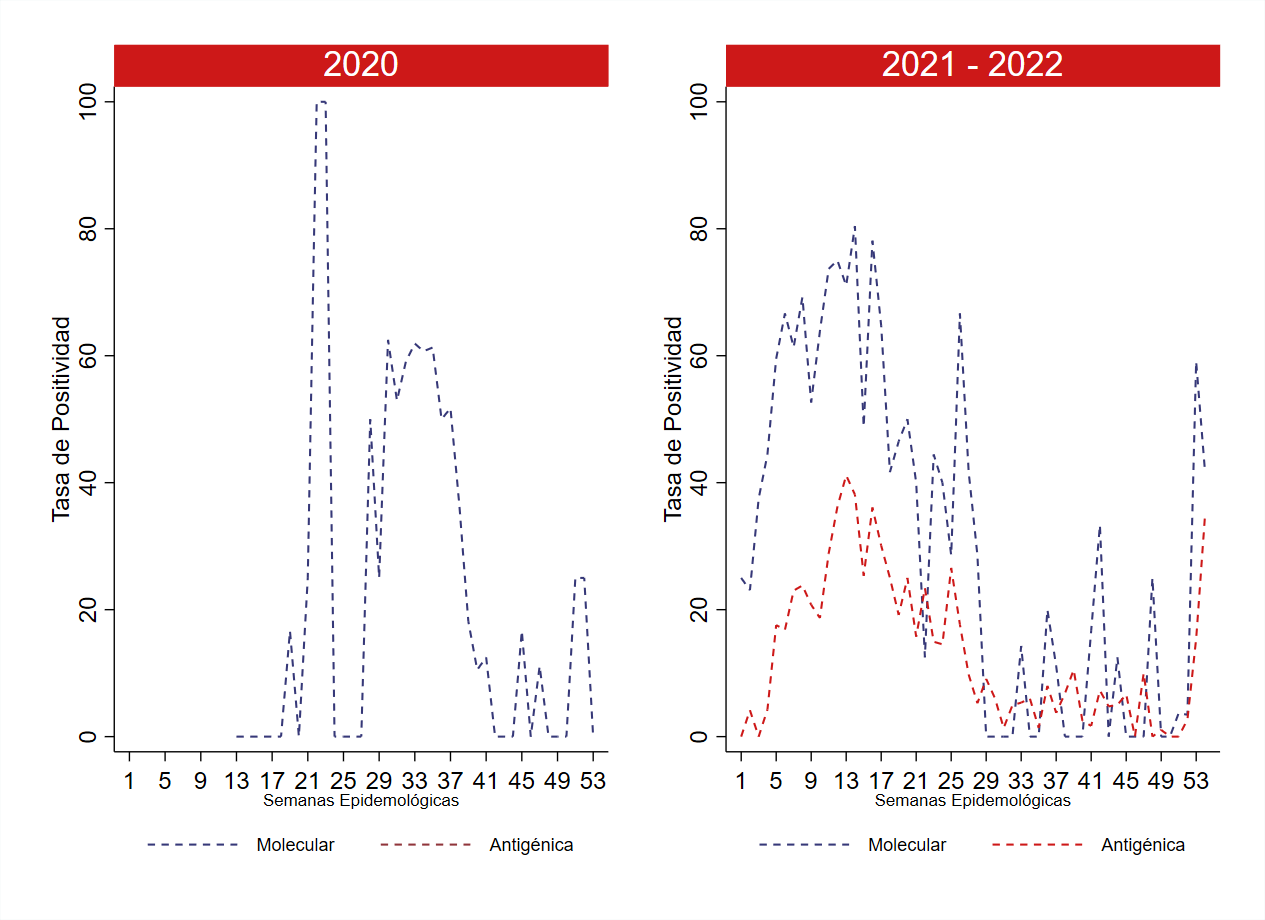 2020
Tasa de Positividad
100
80
60
40
20
0
1 5 9 13 17 21 25 29 33 37 41 45 49 53
Semanas Epidemológicas
Molecular Antigénica
2021 - 2022
Tasa de Positividad
100
80
60
40
20
0
1 5 9 13 17 21 25 29 33 37 41 45 49 53
Semanas Epidemológicas
Molecular Antigénica